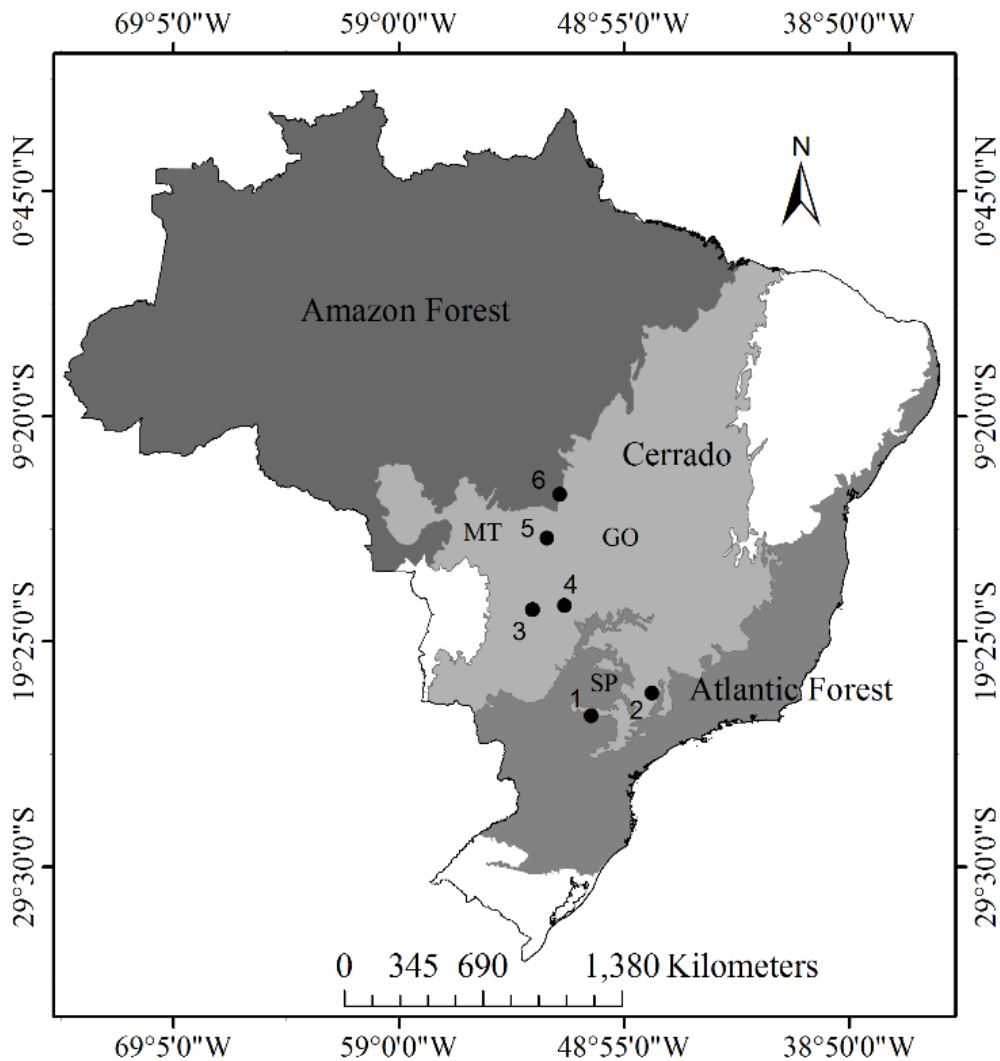 69°5'0"W 59°0'0"W 48°55'0"W 38°50'0"W
N
0°45'0"N 0°45'0"N
Amazon Forest
9°20'0"S 9°20'0"S
Cerrado
6
MT 5 GO
4
3
19°25'0"S 19°25'0"S
SP Atlantic Forest
1 2
29°30'0"S 29°30'0"S
0 345 690 1,380 Kilometers
69°5'0"W 59°0'0"W 48°55'0"W 38°50'0"W